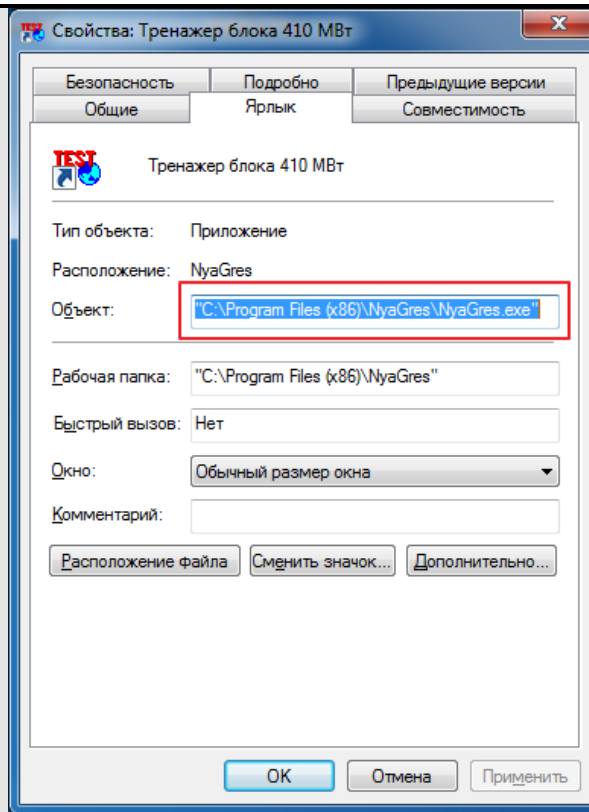 Свойства: Тренажер блока 410 МВт
Безопасность Подробно Предыдущие версии
Общие Ярлык Совместимость
TEST
Тренажер блока 410 МВт
Тип объекта: Приложение
Расположение: NyaGres
Объект: "C:\Program Files (x86)\NyaGres\NyaGres.exe"
Рабочая папка: "C:\Program Files (x86)\NyaGres"
Быстрый вызов: Нет
Окно: Обычный размер окна
Комментарий:
Расположение файла Сменить значок... Дополнительно...
ОК Отмена Применить